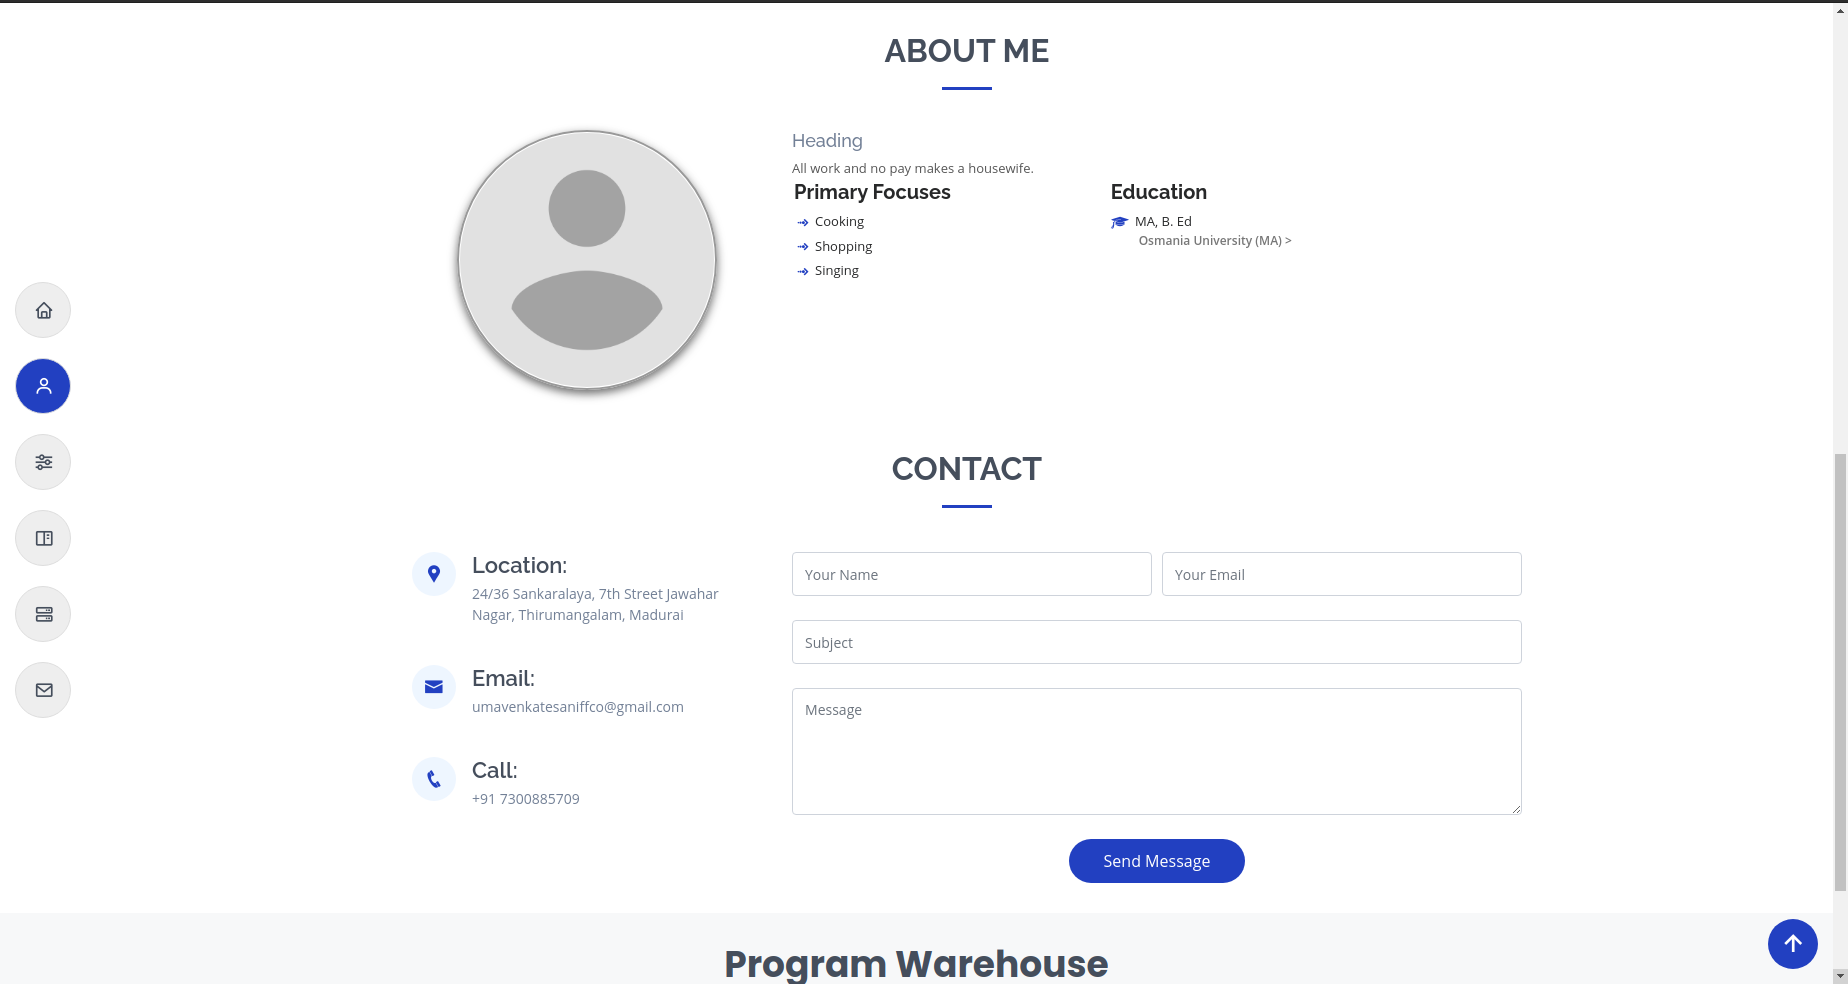 ABOUT ME
Heading
All work and no pay makes a housewife.
Primary Focuses
Cooking
Shopping
Singing
Education
MA, B. Ed
Osmania University (MA) >
CONTACT
Location:
24/36 Sankaralaya, 7th Street Jawahar
Nagar, Thirumangalam, Madurai
Email:
umavenkatesaniffco@gmail.com
Call:
+91 7300885709
Your Name
Your Email
Subject
Message
Send Message
Program Warehouse